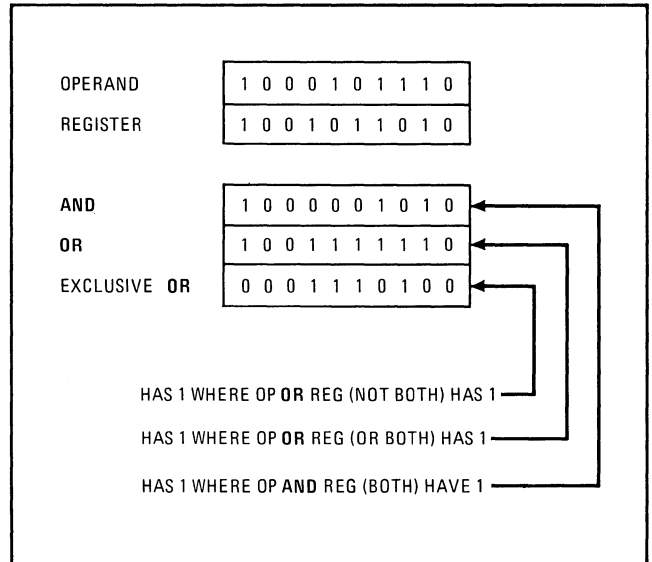 OPERAND 1 0 0 0 1 0 1 1 1 0
REGISTER 1 0 0 1 0 1 1 0 1 0
AND 1 0 0 0 0 0 1 0 1 0
OR 1 0 0 1 1 1 1 1 1 0
EXCLUSIVE OR 0 0 0 1 1 1 0 1 0 0
HAS 1 WHERE OP OR REG (NOT BOTH) HAS 1
HAS 1 WHERE OP OR REG (OR BOTH) HAS 1
HAS 1 WHERE OP AND REG (BOTH) HAVE 1